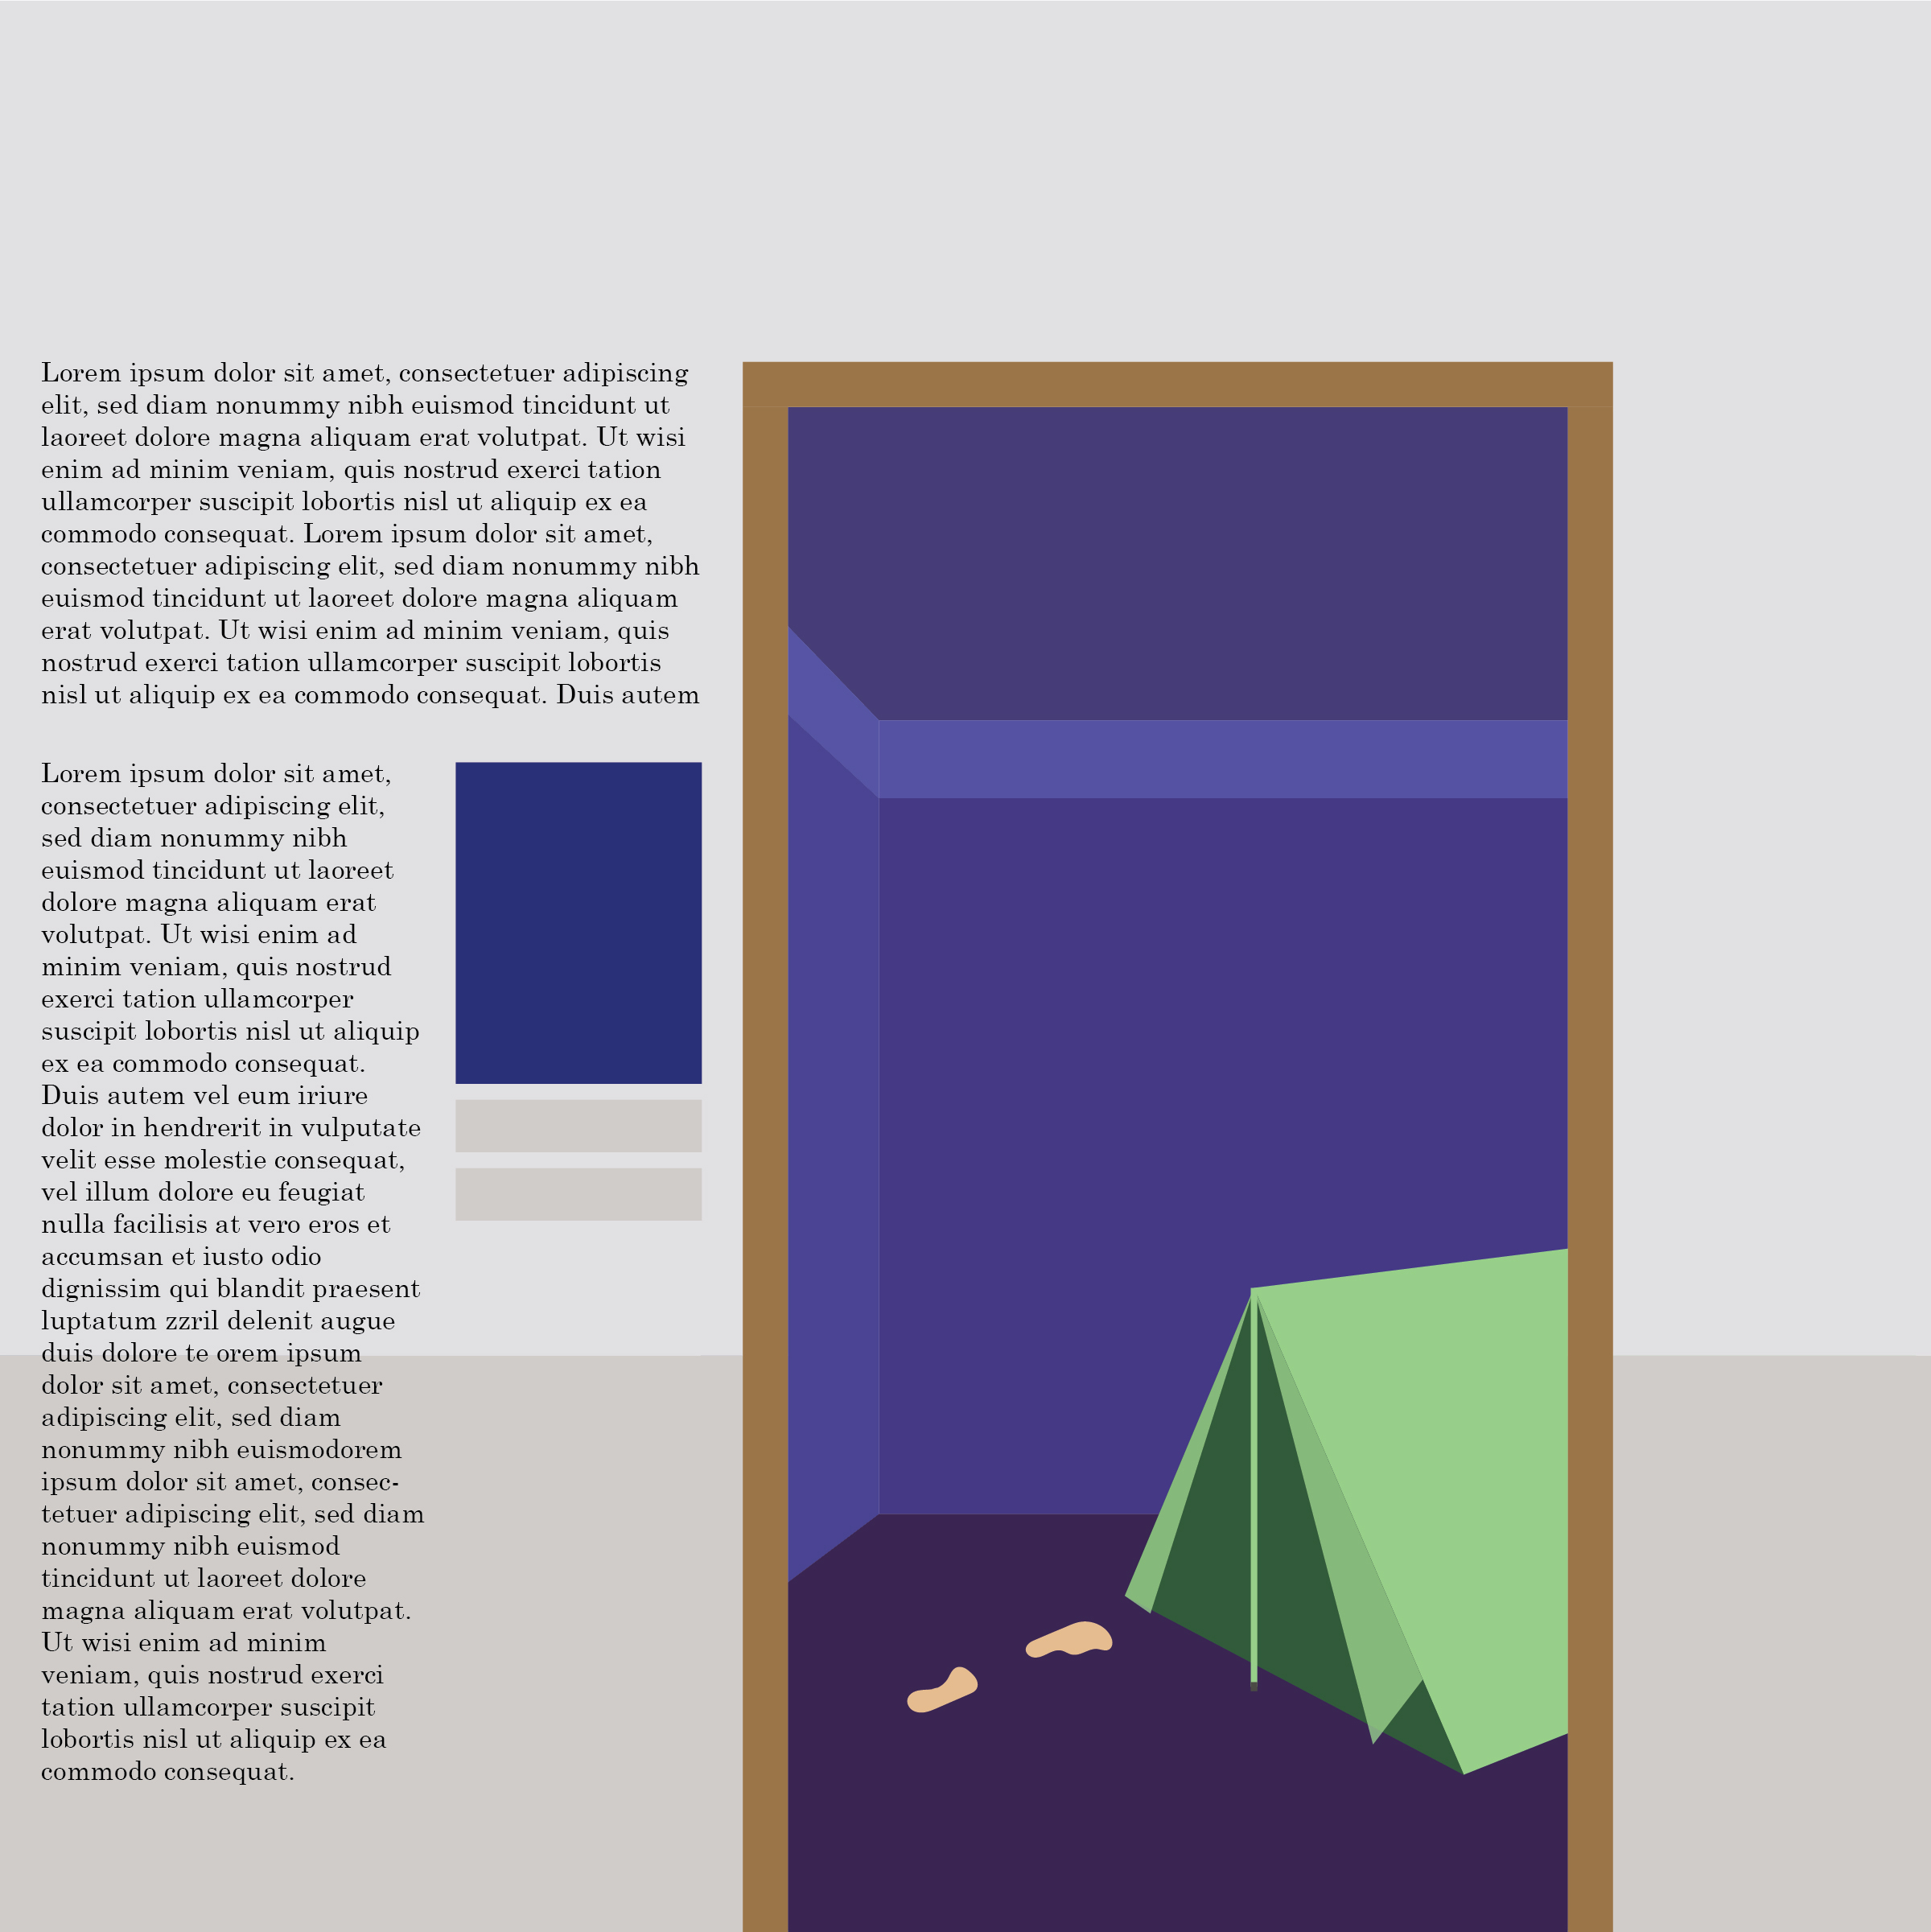 Lorem ipsum dolor sit amet, consectetuer adipiscing
elit, sed diam nonummy nibh euismod tincidunt ut
laoreet dolore magna aliquam erat volutpat. Ut wisi
enim ad minim veniam, quis nostrud exerci tation
ullamcorper suscipit lobortis nisl ut aliquip ex ea
commodo consequat. Lorem ipsum dolor sit amet,
consectetuer adipiscing elit, sed diam nonummy nibh
euismod tincidunt ut laoreet dolore magna aliquam
erat volutpat. Ut wisi enim ad minim veniam, quis
nostrud exerci tation ullamcorper suscipit lobortis
nisl ut aliquip ex ea commodo consequat. Duis autem
Lorem ipsum dolor sit amet,
consectetuer adipiscing elit,
sed diam nonummy nibh
euismod tincidunt ut laoreet
dolore magna aliquam erat
volutpat. Ut wisi enim ad
minim veniam, quis nostrud
exerci tation ullamcorper
suscipit lobortis nisl ut aliquip
ex ea commodo consequat.
Duis autem vel eum iriure
dolor in hendrerit in vulputate
velit esse molestie consequat,
vel illum dolore eu feugiat
nulla facilisis at vero eros et
accumsan et iusto odio
dignissim qui blandit praesent
luptatum zzril delenit augue
duis dolore te orem ipsum
dolor sit amet, consectetuer
adipiscing elit, sed diam
nonummy nibh euismodorem
ipsum dolor sit amet, consec-
tetuer adipiscing elit, sed diam
nonummy nibh euismod
tincidunt ut laoreet dolore
magna aliquam erat volutpat.
Ut wisi enim ad minim
veniam, quis nostrud exerci
tation ullamcorper suscipit
lobortis nisl ut aliquip ex ea
commodo consequat.